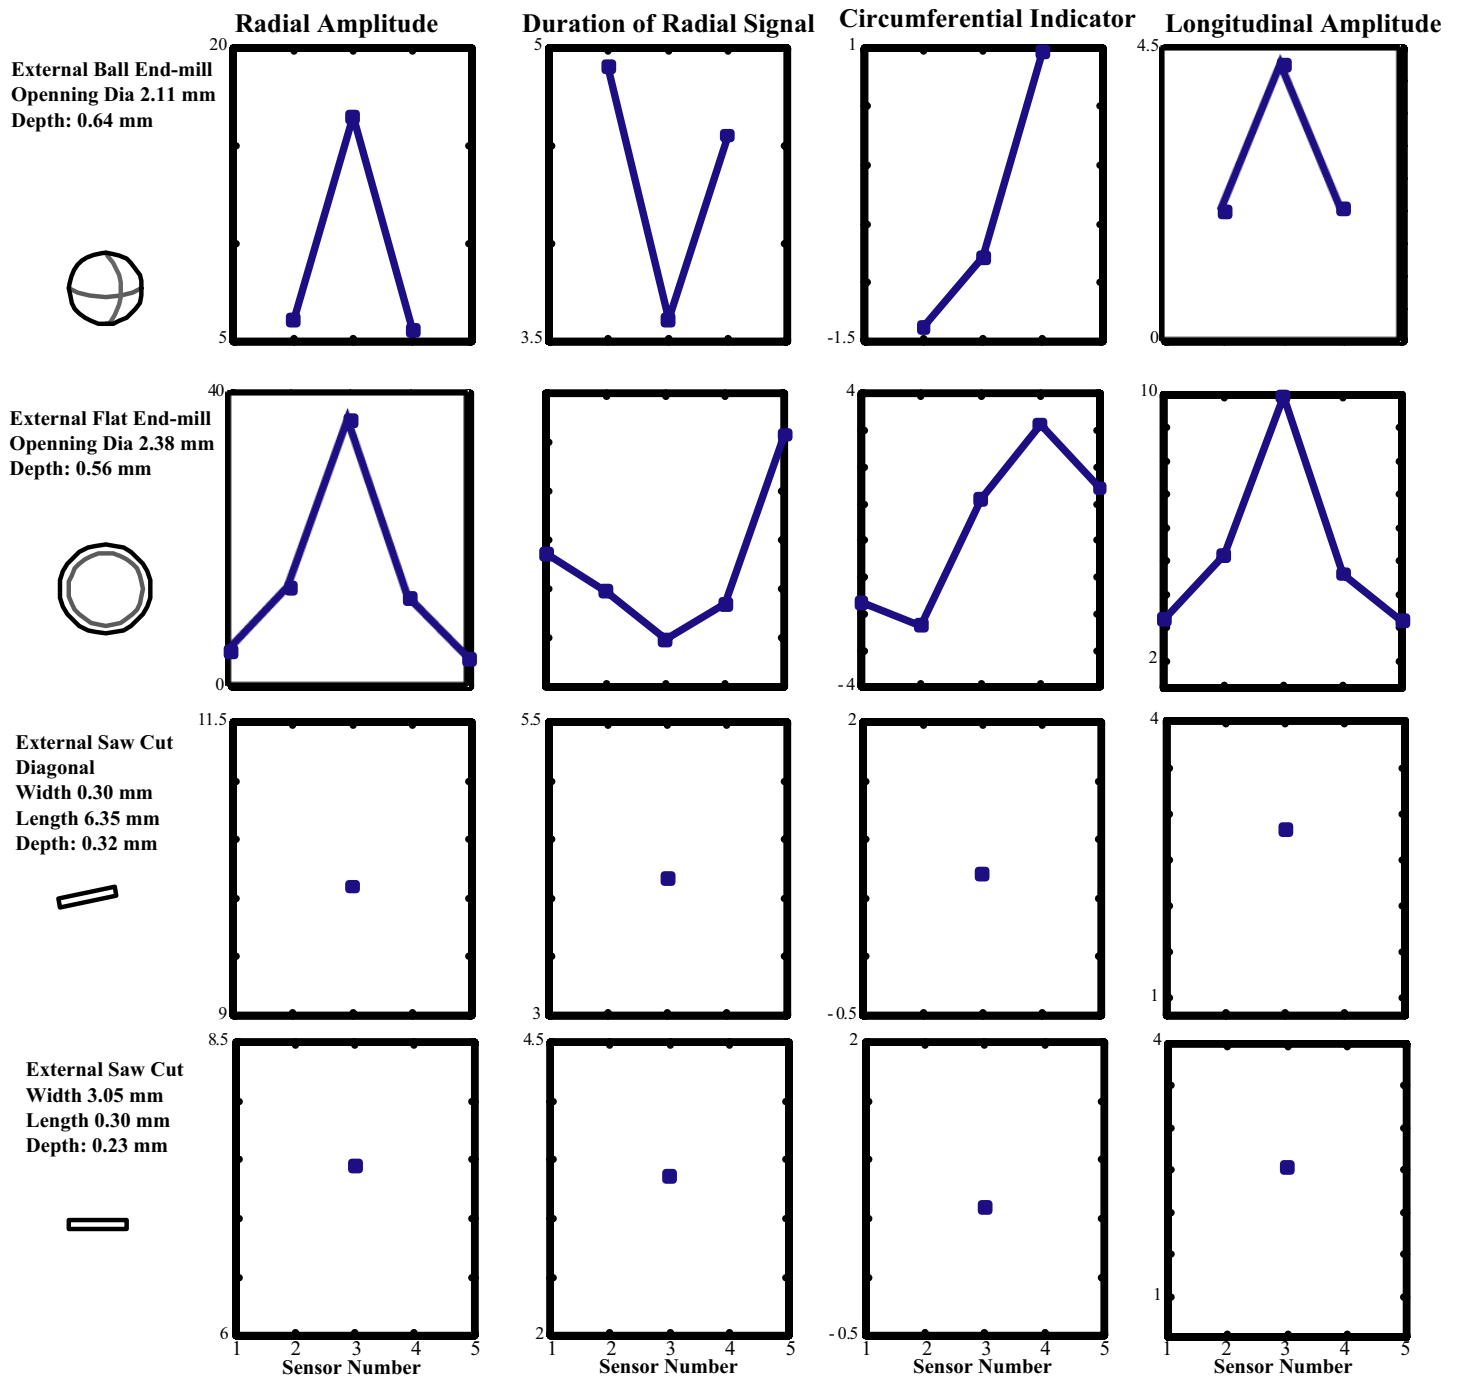 Radial Amplitude Duration of Radial Signal Circumferential Indicator Longitudinal Amplitude
External Ball End-mill
Openning Dia 2.11 mm
Depth: 0.64 mm
20 5 1 4.5
5 3.5 -1.5 0
External Flat End-mill
Openning Dia 2.38 mm
Depth: 0.56 mm
40 4 10
2
0 -4
External Saw Cut
Diagonal
Width 0.30 mm
Length 6.35 mm
Depth: 0.32 mm
11.5 5.5 2 4
1
9 3 -0.5
External Saw Cut
Width 3.05 mm
Length 0.30 mm
Depth: 0.23 mm
8.5 4.5 2 4
1
6 2 -0.5
1 2 3 4 5 1 2 3 4 5 1 2 3 4 5 1 2 3 4 5
Sensor Number Sensor Number Sensor Number Sensor Number